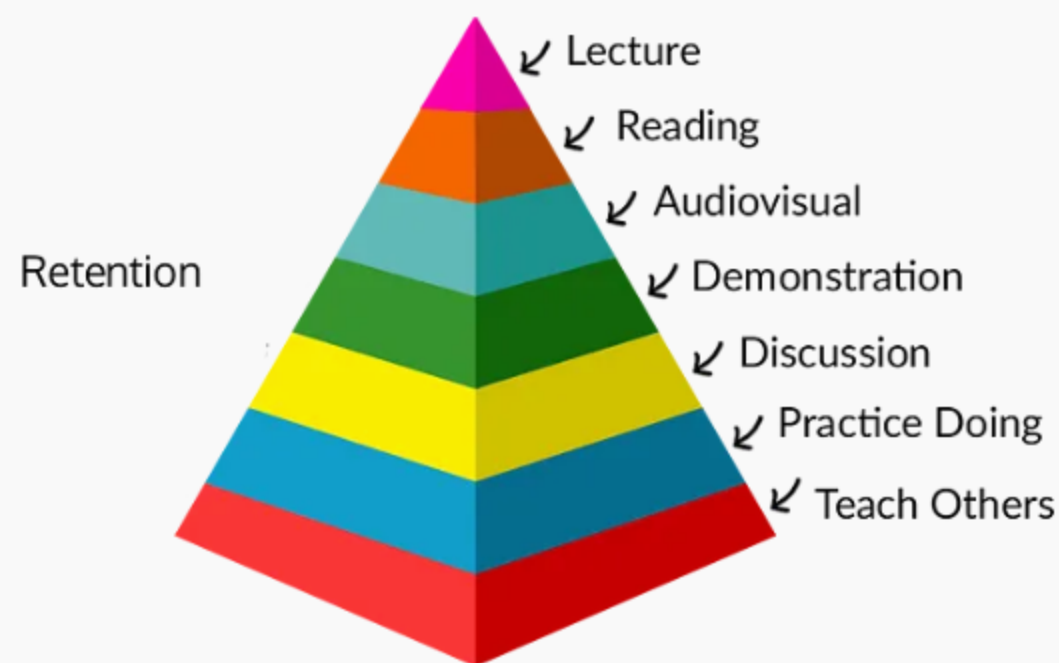 Lecture
Reading
Audiovisual
Retention
Demonstration
Discussion
Practice Doing
Teach Others